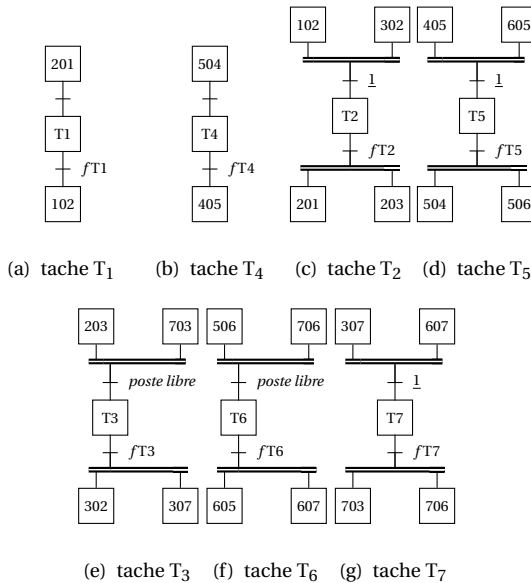 102 302 405 605
201 504
1 1
T1 T4 T2 T5
fT1 fT4 fT2 fT5
102 405 201 203 504 506
(a) tache T₁ (b) tache T₄ (c) tache T₂ (d) tache T₅
203 703 506 706 307 607
poste libre poste libre 1
T3 T6 T7
fT3 fT6 fT7
302 307 605 607 703 706
(e) tache T₃ (f) tache T₆ (g) tache T₇